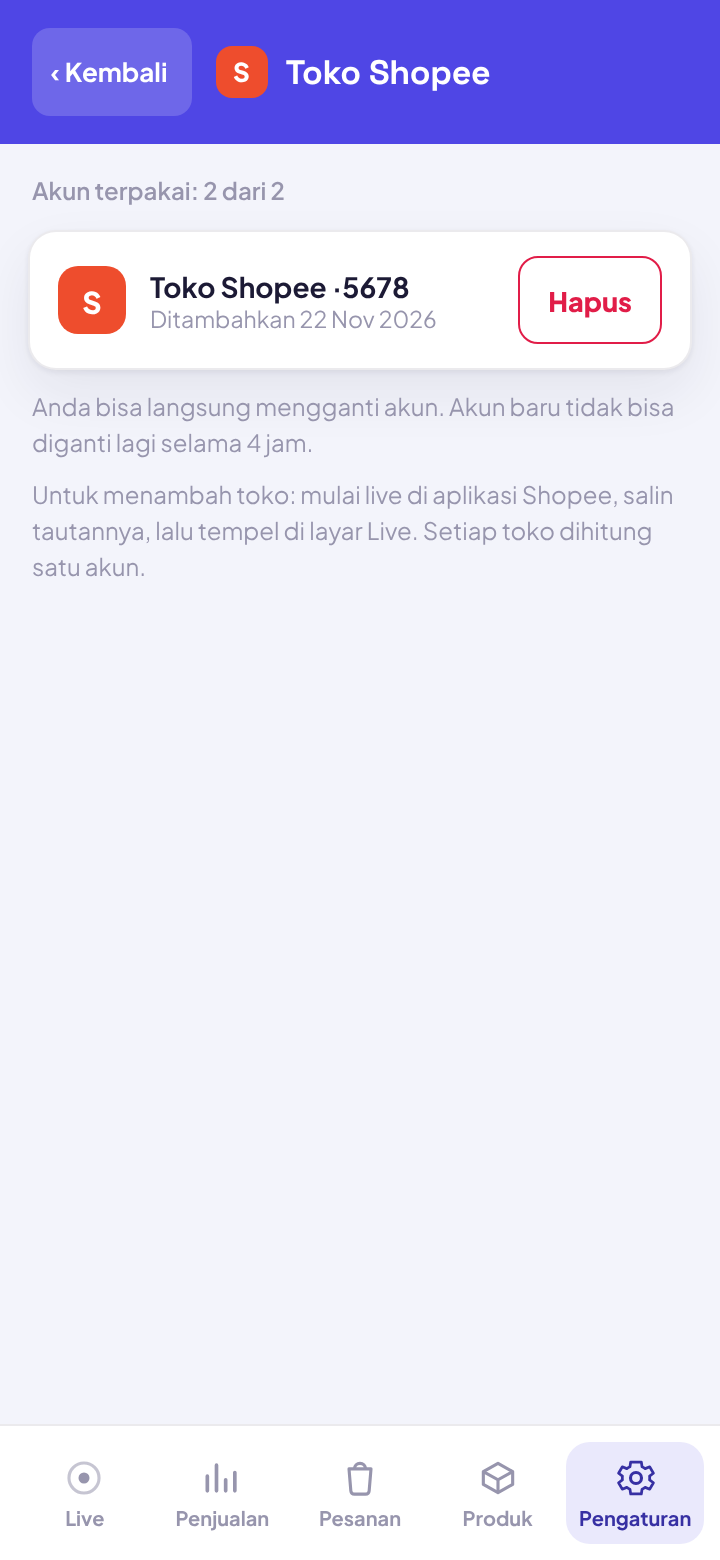 ‹ Kembali
S
Toko Shopee
Akun terpakai: 2 dari 2
S
Toko Shopee ·5678
Ditambahkan 22 Nov 2026
Hapus
Anda bisa langsung mengganti akun. Akun baru tidak bisa
diganti lagi selama 4 jam.
Untuk menambah toko: mulai live di aplikasi Shopee, salin
tautannya, lalu tempel di layar Live. Setiap toko dihitung
satu akun.
Live
Penjualan
Pesanan
Produk
Pengaturan